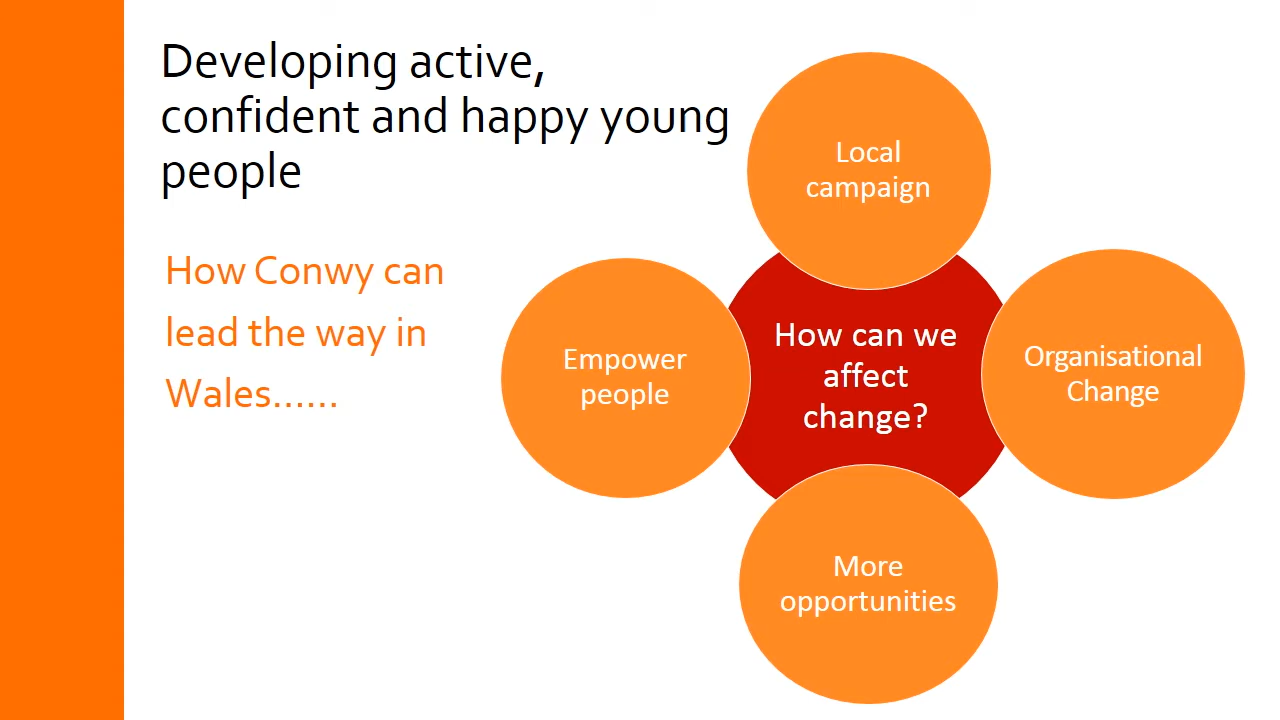 Developing active,
confident and happy young
people
How Conwy can
lead the way in
Wales......
Local
campaign
Empower
people
How can we
affect
change?
Organisational
Change
More
opportunities